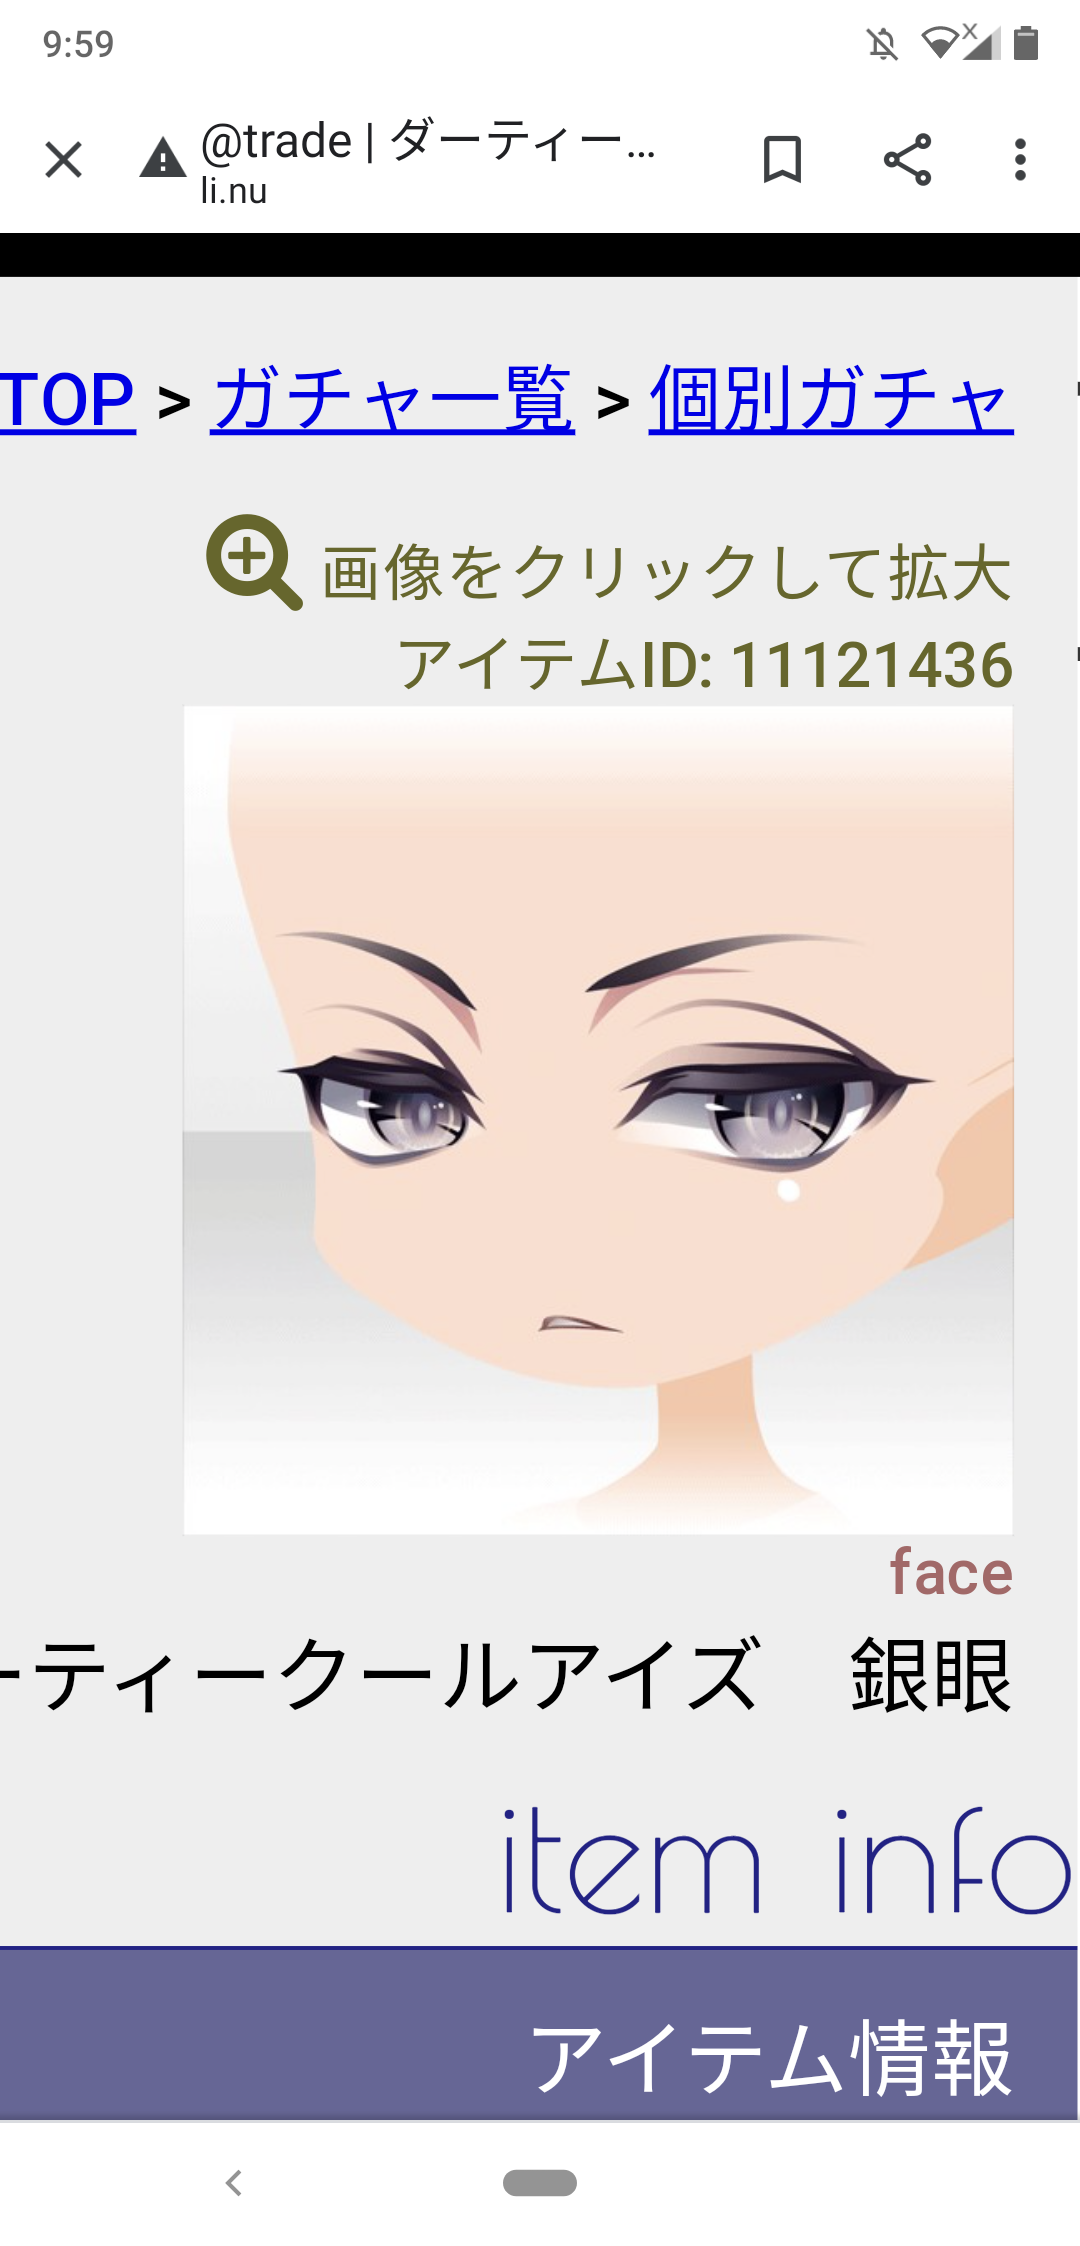 9:59
@trade | ダーティー...
li.nu
TOP > ガチャ一覧 > 個別ガチャ
画像をクリックして拡大
アイテムID: 11121436
face
ーティークールアイズ　銀眼
item info
アイテム情報